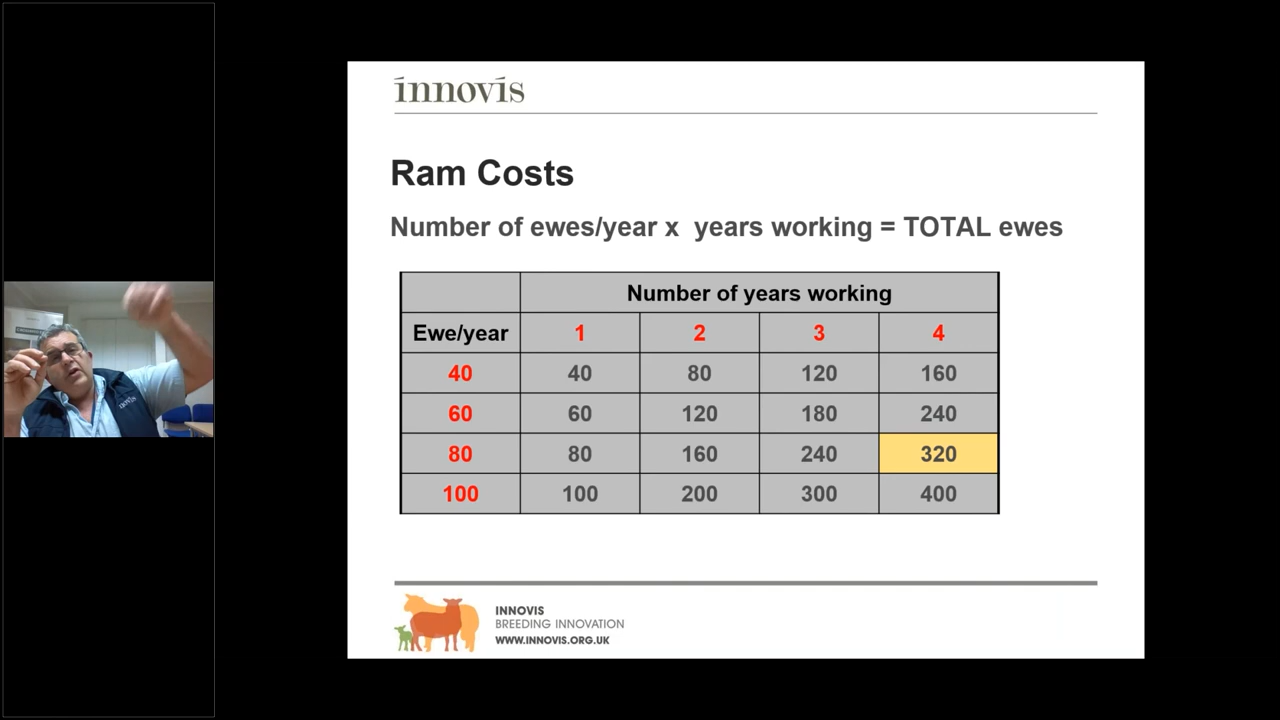 innovis
Ram Costs
Number of ewes/year x years working = TOTAL ewes
Number of years working
Ewe/year 1 2 3 4
40 40 80 120 160
60 60 120 180 240
80 80 160 240 320
100 100 200 300 400
INNOVIS
BREEDING INNOVATION
WWW.INNOVIS.ORG.UK
innovis